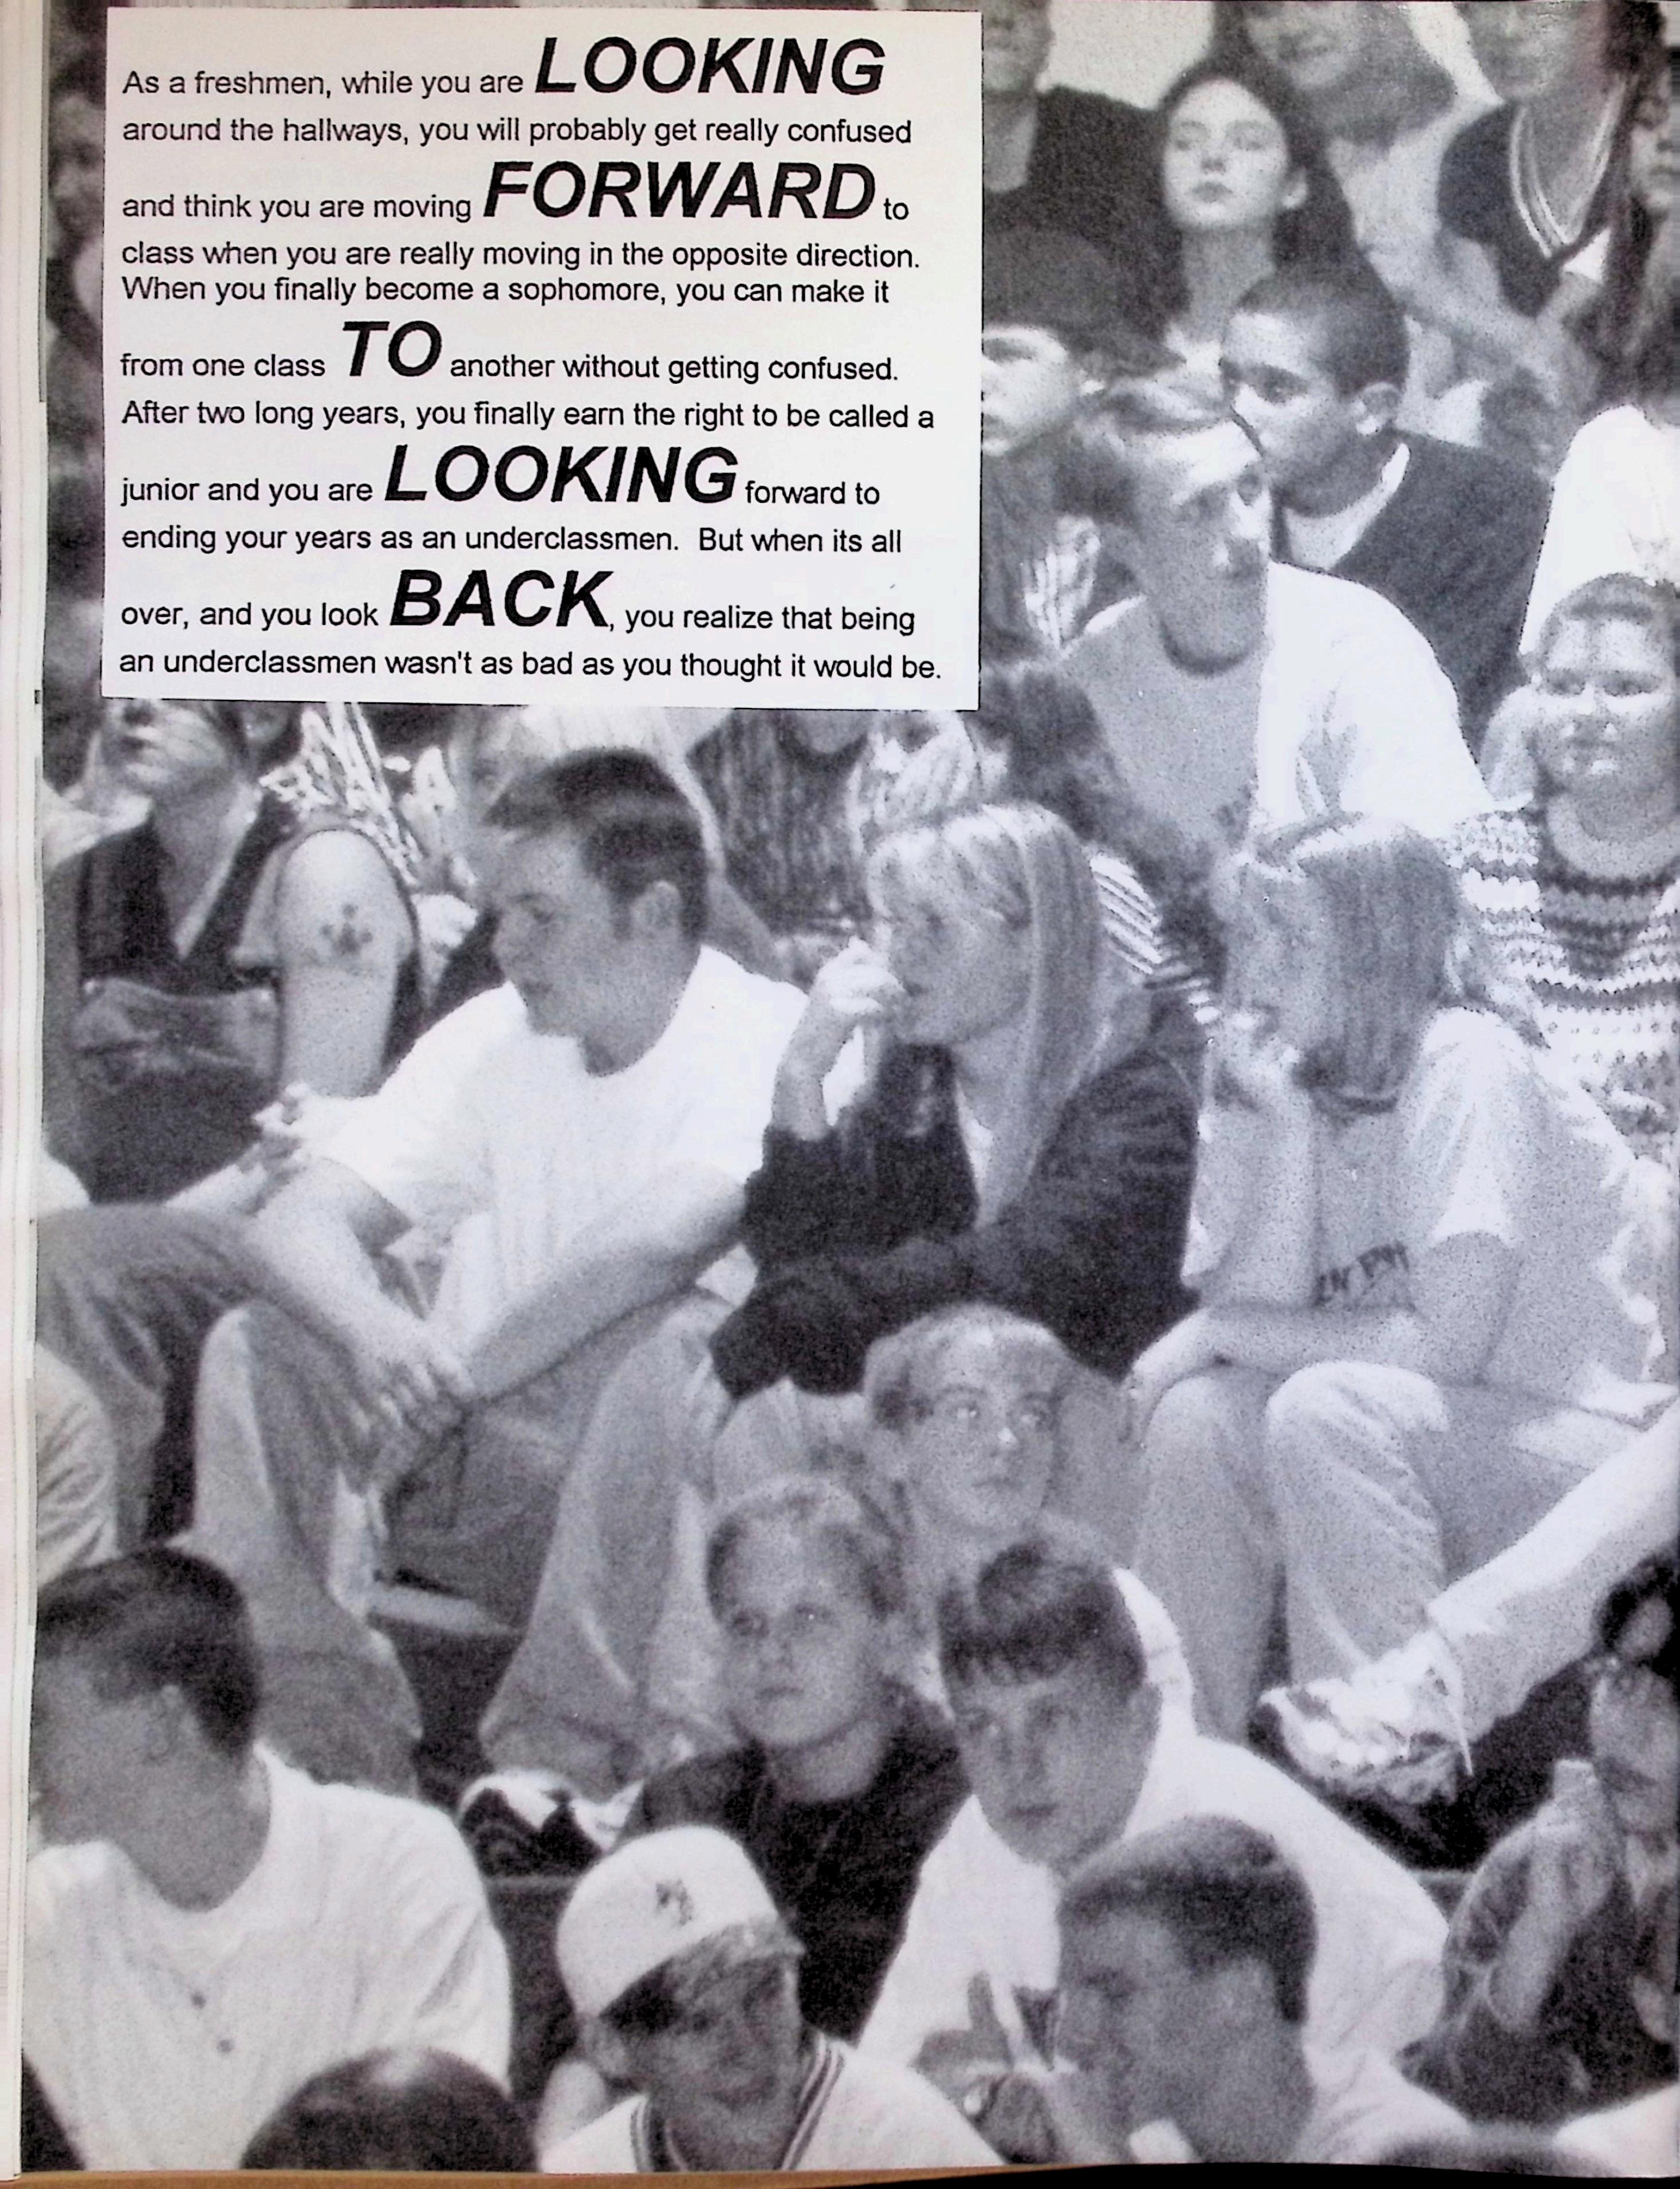 As a freshmen, while you are LOOKING
around the hallways, you will probably get really confused
and think you are moving FORWARD to
class when you are really moving in the opposite direction.
When you finally become a sophomore, you can make it
from one class TO another without getting confused.
After two long years, you finally earn the right to be called a
junior and you are LOOKING forward to
ending your years as an underclassmen.  But when its all
over, and you look BACK, you realize that being
an underclassmen wasn't as bad as you thought it would be.